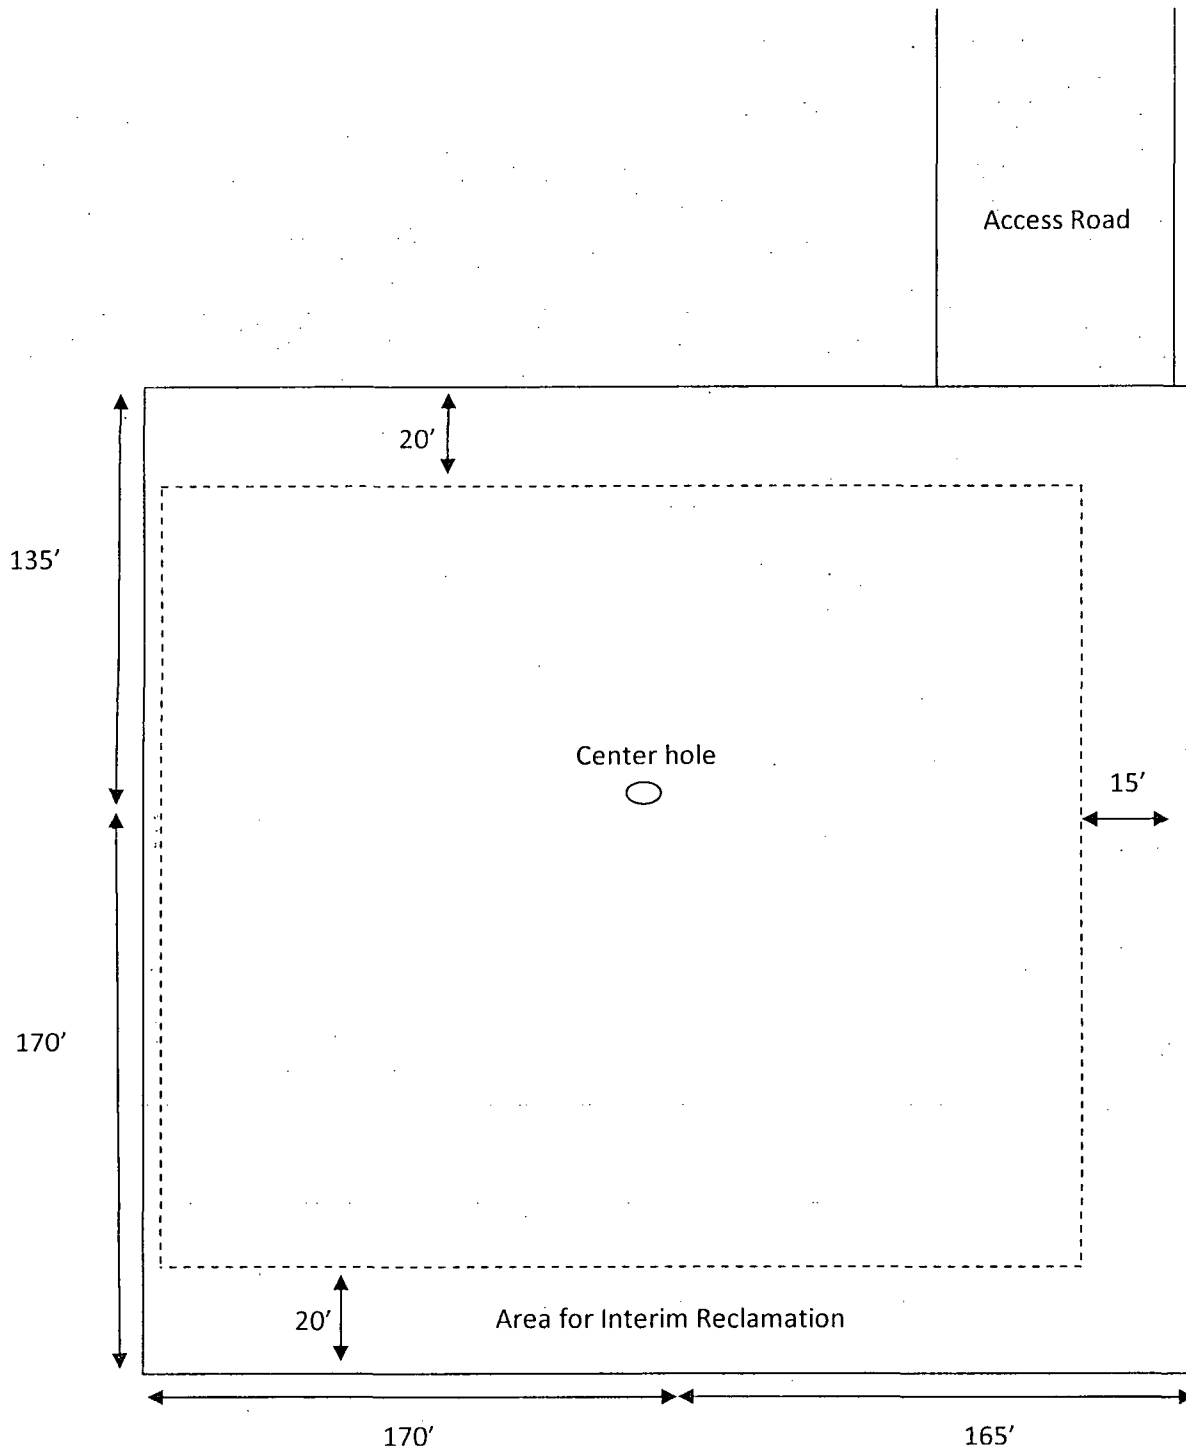 Access Road
20′
135′
Center hole
15′
170′
20′
Area for Interim Reclamation
170′
165′